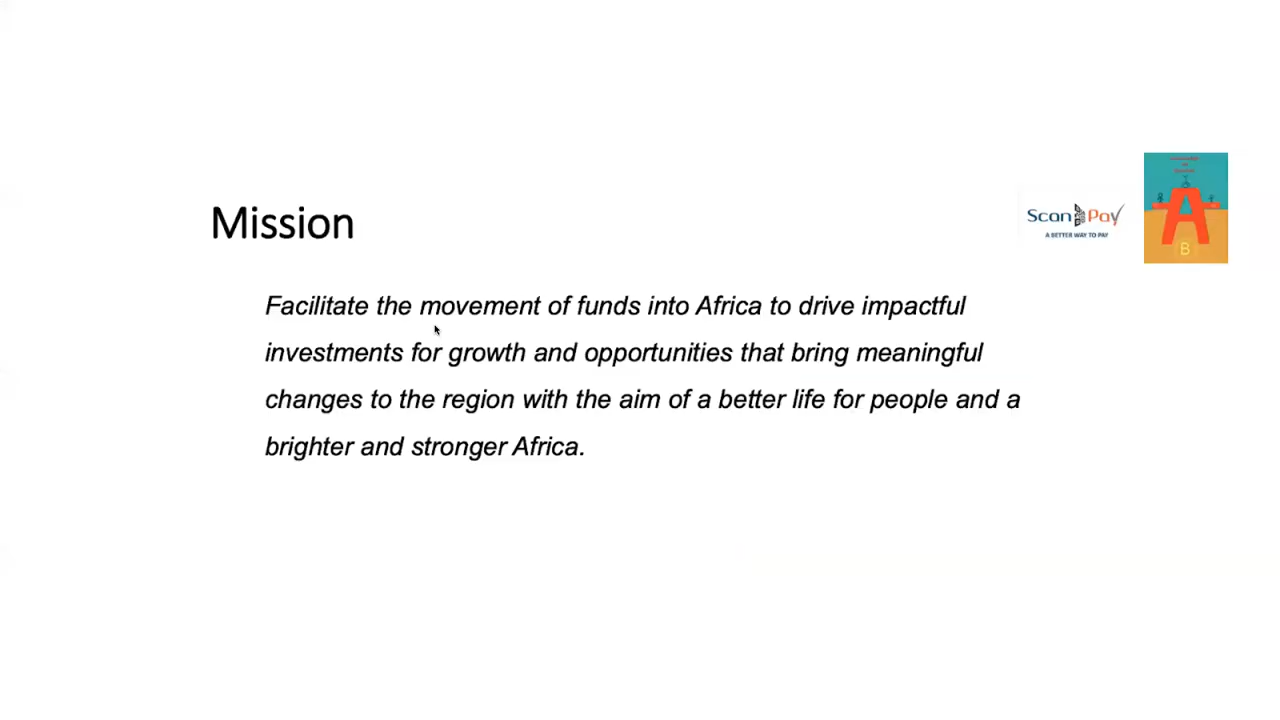 Mission
Scan Pay
A BETTER WAY TO PAY
A
B
Facilitate the movement of funds into Africa to drive impactful
investments for growth and opportunities that bring meaningful
changes to the region with the aim of a better life for people and a
brighter and stronger Africa.